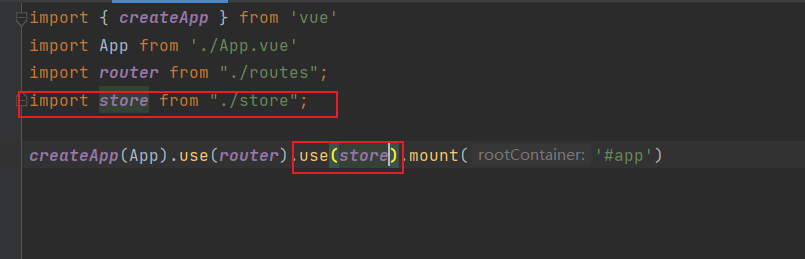 import { createApp } from 'vue'
import App from './App.vue'
import router from "./routes";
import store from "./store";
createApp(App).use(router).use(store).mount( rootContainer: '#app')